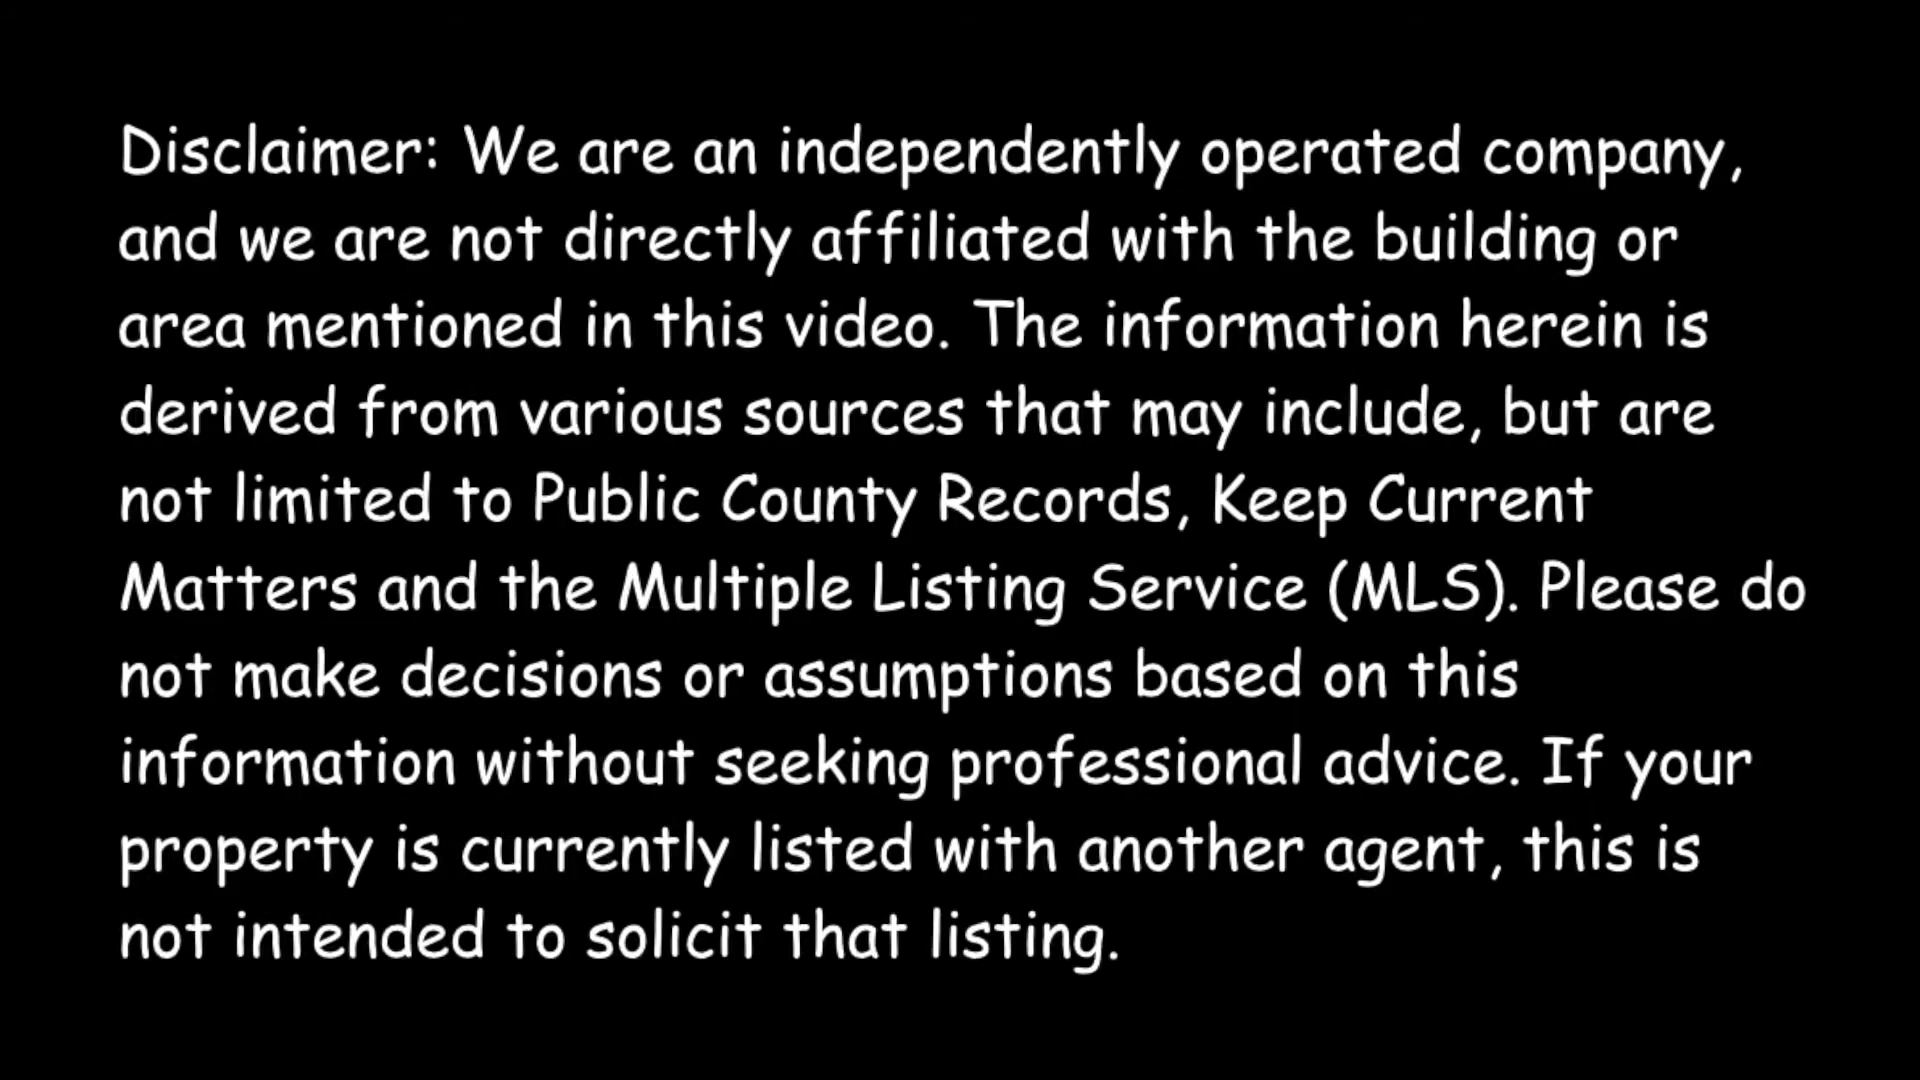 Disclaimer: We are an independently operated company,
and we are not directly affiliated with the building or
area mentioned in this video. The information herein is
derived from various sources that may include, but are
not limited to Public County Records, Keep Current
Matters and the Multiple Listing Service (MLS). Please do
not make decisions or assumptions based on this
information without seeking professional advice. If your
property is currently listed with another agent, this is
not intended to solicit that listing.